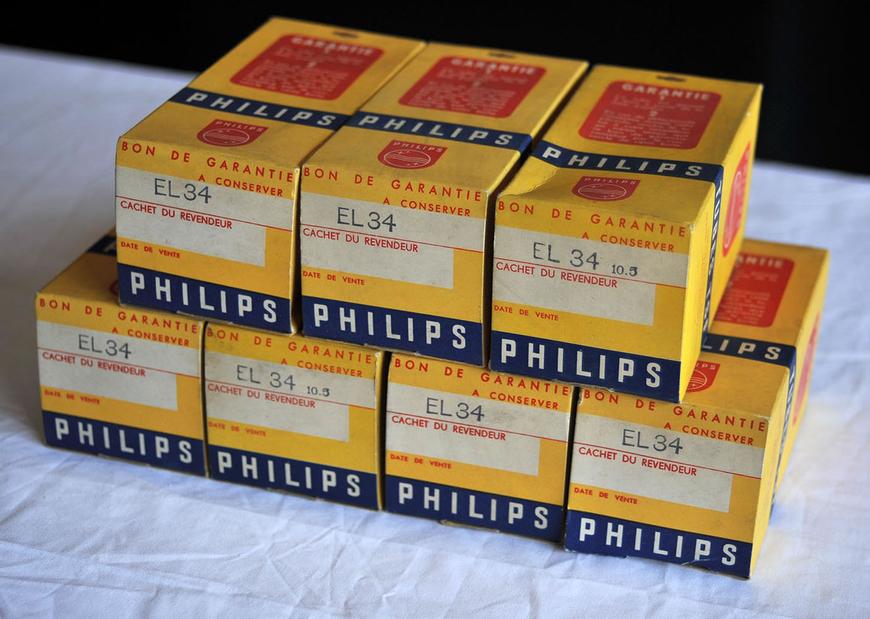 GARANTIE
PHILIPS
PHILIPS
BON DE GARANTIE
A CONSERVER
EL34
CACHET DU REVENDEUR
DATE DE VENTE
PHILIPS
GARANTIE
PHILIPS
PHILIPS
BON DE GARANTIE
A CONSERVER
EL34
CACHET DU REVENDEUR
DATE DE VENTE
PHILIPS
GARANTIE
PHILIPS
PHILIPS
BON DE GARANTIE
A CONSERVER
EL 34 10.5
CACHET DU REVENDEUR
DATE DE VENTE
PHILIPS
BON DE GARANTIE
A CONSERVER
EL34
CACHET DU REVENDEUR
DATE DE VENTE
PHILIPS
BON DE GARANTIE
A CONSERVER
EL 34 10.5
CACHET DU REVENDEUR
DATE DE VENTE
PHILIPS
BON DE GARANTIE
A CONSERVER
EL34
CACHET DU REVENDEUR
DATE DE VENTE
PHILIPS
PHILIPS
BON DE GARANTIE
A CONSERVER
EL34
CACHET DU REVENDEUR
DATE DE VENTE
PHILIPS